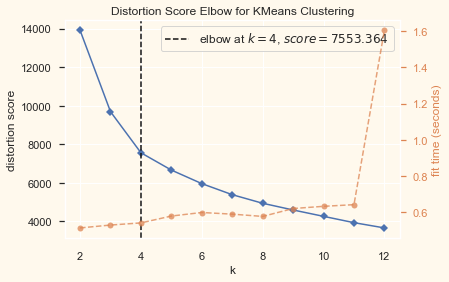 Distortion Score Elbow for KMeans Clustering
elbow at k = 4, score = 7553.364
distortion score
14000
12000
10000
8000
6000
4000
fit time (seconds)
1.6
1.4
1.2
1.0
0.8
0.6
2 4 6 8 10 12
k